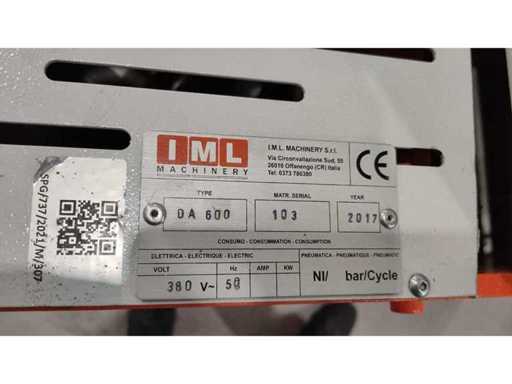 IML
MACHINERY
I.M.L. MACHINERY S.r.l.
Via Circonvallazione Sud, 55
26010 Offanengo (CR) Italia
Tel. 0373 780380
CE
TYPE
DA 600
MATR. SERIAL
103
YEAR
2017
CONSUMO - CONSOMMATION - CONSUMPTION
ELETTRICA - ELECTRIQUE - ELECTRIC
VOLT
Hz
AMP
KW
380 V~
50
PNEUMATICA - PNEUMATIQUE - PNEUMATIC
Nl/
bar/Cycle
SPG/737/2021/M/307